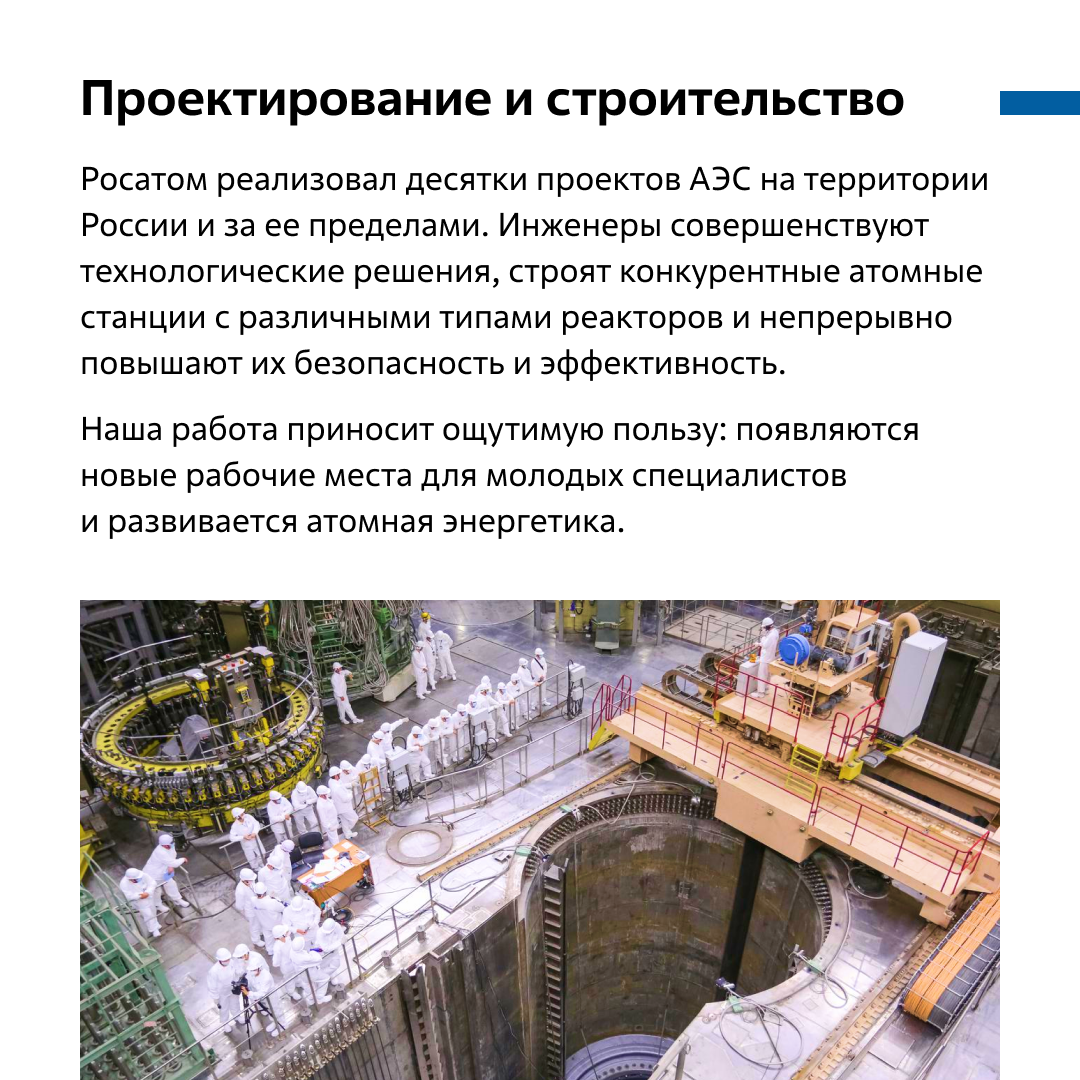 Проектирование и строительство
Росатом реализовал десятки проектов АЭС на территории
России и за ее пределами. Инженеры совершенствуют
технологические решения, строят конкурентные атомные
станции с различными типами реакторов и непрерывно
повышают их безопасность и эффективность.
Наша работа приносит ощутимую пользу: появляются
новые рабочие места для молодых специалистов
и развивается атомная энергетика.